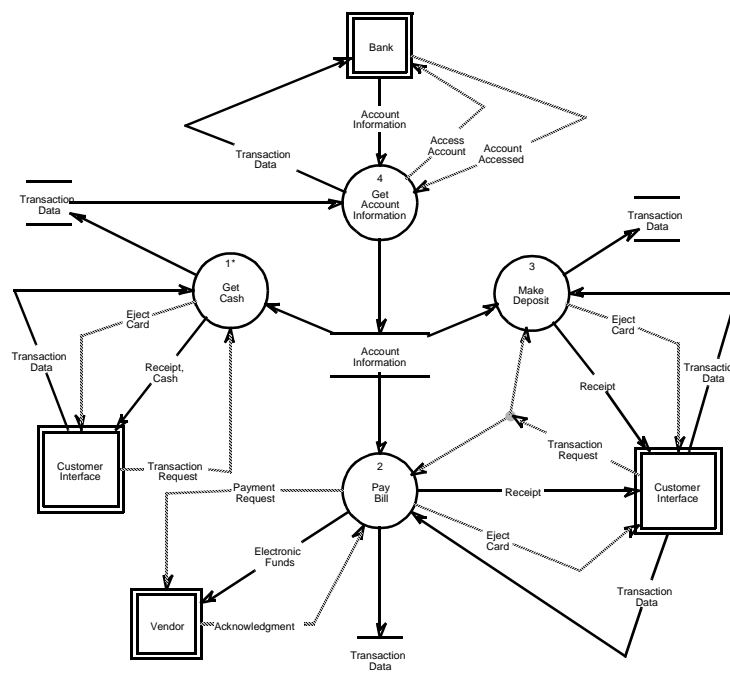 Bank
Account
Information
Access
Account
Account
Accessed
Transaction
Data
4
Get
Account
Information
Transaction
Data
Transaction
Data
1*
Get
Cash
3
Make
Deposit
Eject
Card
Eject
Card
Transaction
Data
Receipt,
Cash
Account
Information
Receipt
Transaction
Data
Customer
Interface
Transaction
Request
Transaction
Request
2
Pay
Bill
Payment
Request
Receipt
Customer
Interface
Electronic
Funds
Eject
Card
Transaction
Data
Vendor
Acknowledgment
Transaction
Data